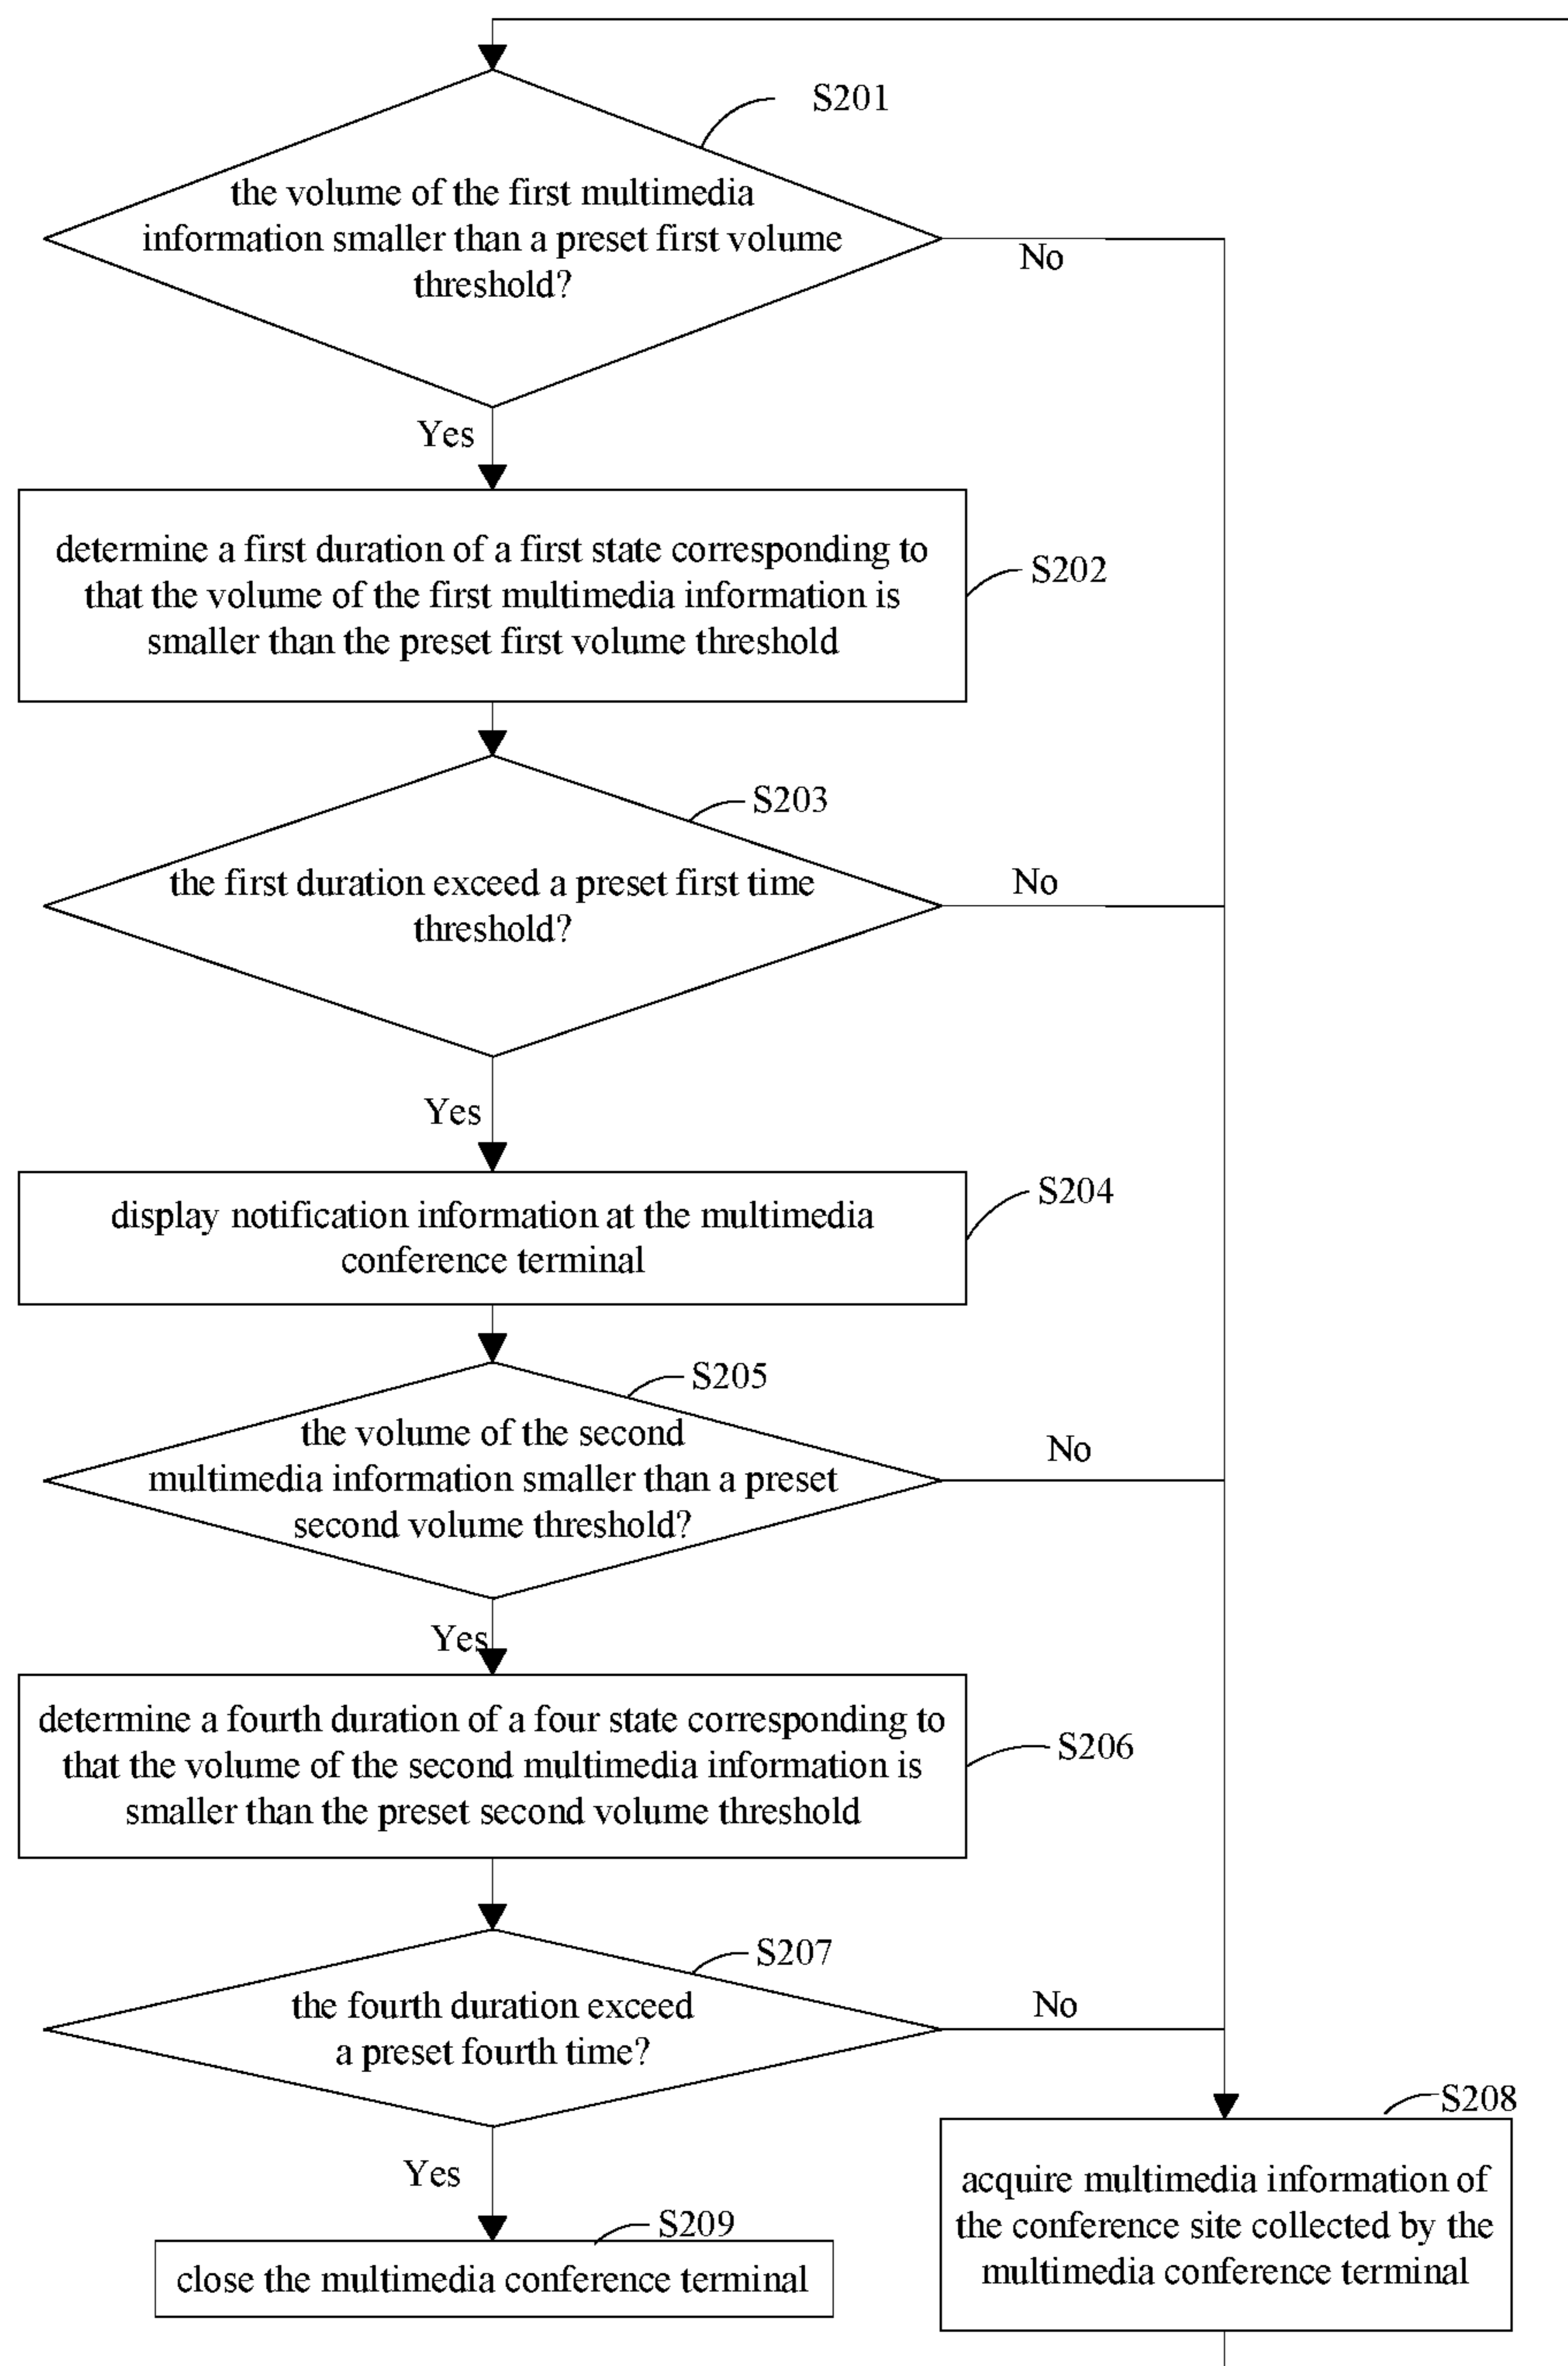 S201
the volume of the first multimedia
information smaller than a preset first volume
threshold?
No
Yes
determine a first duration of a first state corresponding to
that the volume of the first multimedia information is
smaller than the preset first volume threshold
S202
S203
the first duration exceed a preset first time
threshold?
No
Yes
display notification information at the multimedia
conference terminal
S204
S205
the volume of the second
multimedia information smaller than a preset
second volume threshold?
No
Yes
determine a fourth duration of a four state corresponding to
that the volume of the second multimedia information is
smaller than the preset second volume threshold
S206
S207
the fourth duration exceed
a preset fourth time?
No
Yes
S208
acquire multimedia information of
the conference site collected by the
multimedia conference terminal
S209
close the multimedia conference terminal